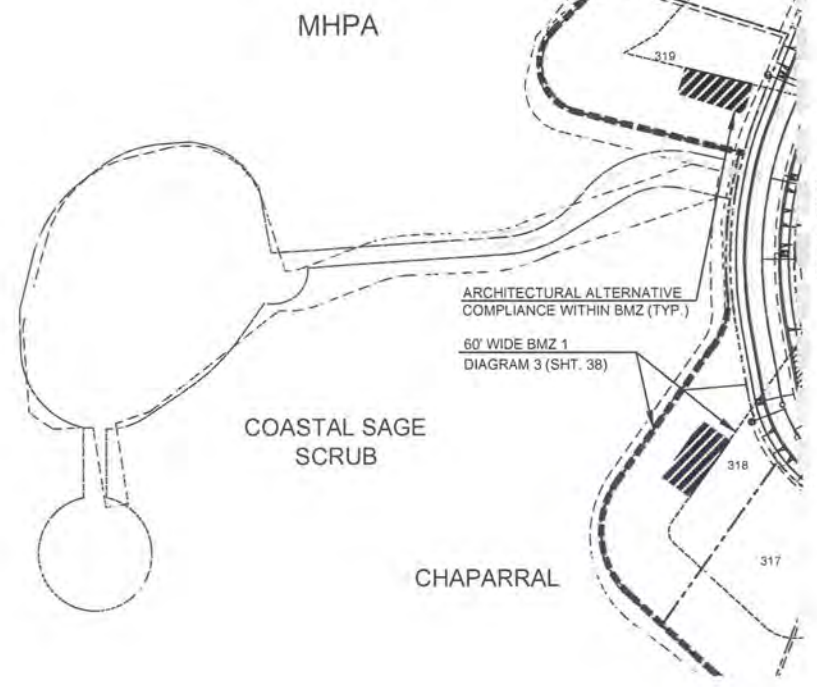 MHPA
319
ARCHITECTURAL ALTERNATIVE
COMPLIANCE WITHIN BMZ (TYP.)
60' WIDE BMZ 1
DIAGRAM 3 (SHT. 38)
COASTAL SAGE
SCRUB
318
317
CHAPARRAL